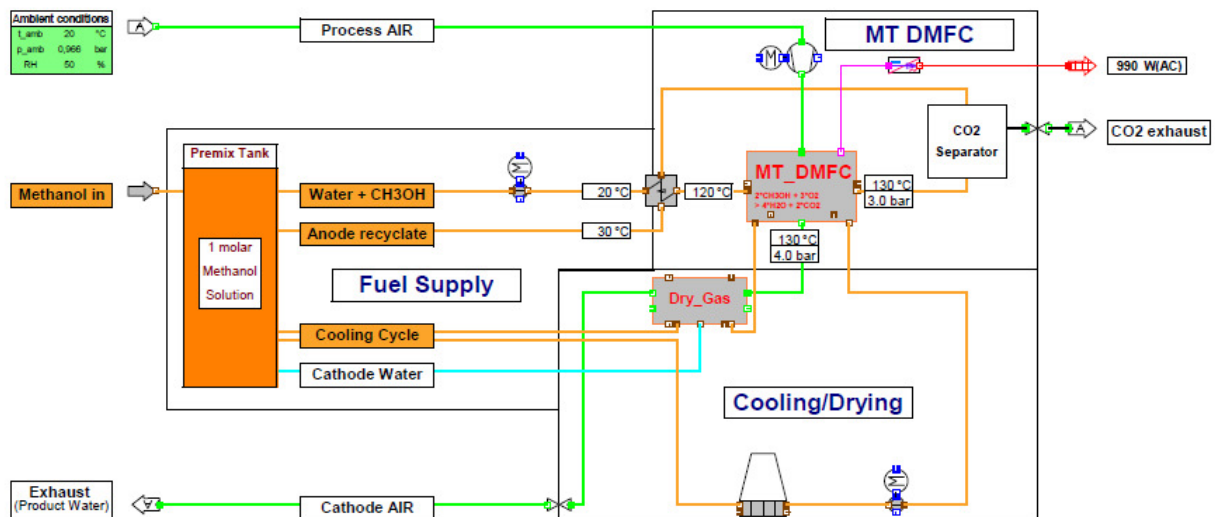 Ambient conditions
t_amb 20 °C
p_amb 0,966 bar
RH 50 %
A
Process AIR
MT DMFC
M
990 W(AC)
CO2
Separator
A
CO2 exhaust
Premix Tank
Methanol in
Water + CH3OH
M
20 °C
120 °C
MT_DMFC
2*CH3OH + 3*O2
> 4*H2O + 2*CO2
130 °C
3.0 bar
Anode recyclate
30 °C
1 molar
Methanol
Solution
130 °C
4.0 bar
Fuel Supply
Dry_Gas
Cooling Cycle
Cathode Water
Cooling/Drying
M
Exhaust
(Product Water)
A
Cathode AIR